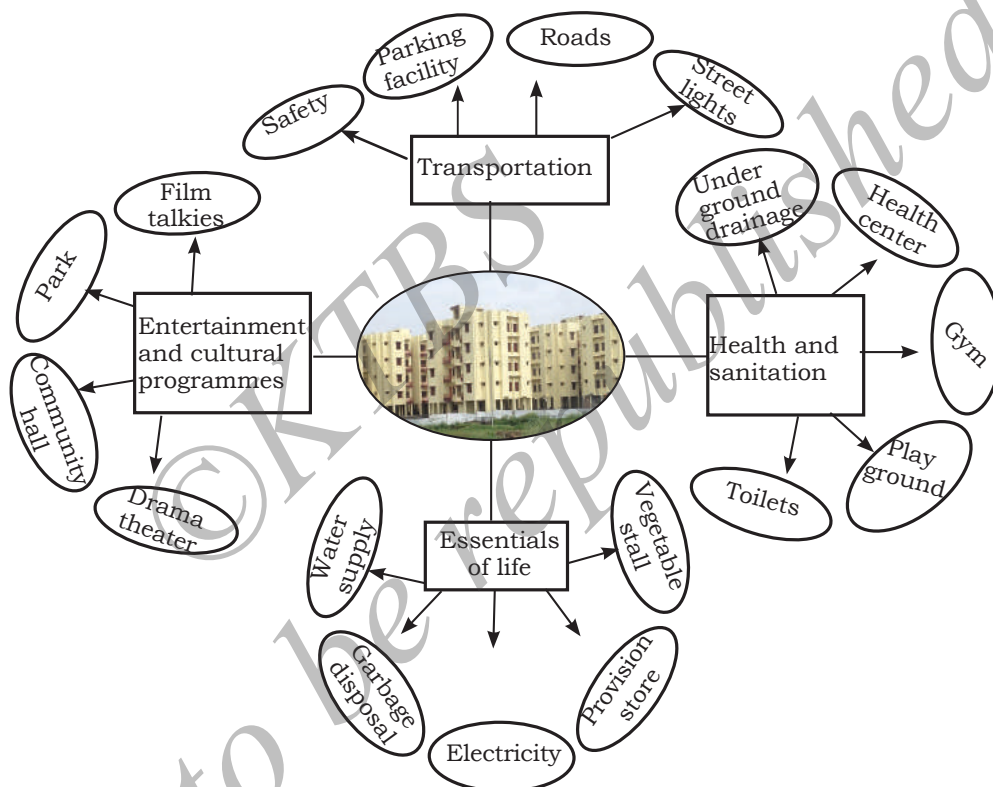 Parking
facility
Roads
Street
lights
Safety
Transportation
Film
talkies
Park
Entertainment
and cultural
programmes
Community
hall
Drama
theater
Under
ground
drainage
Health
center
Health and
sanitation
Gym
Play
ground
Toilets
Essentials
of life
Water
supply
Vegetable
stall
Garbage
disposal
Electricity
Provision
store
©KTBS
to be republished